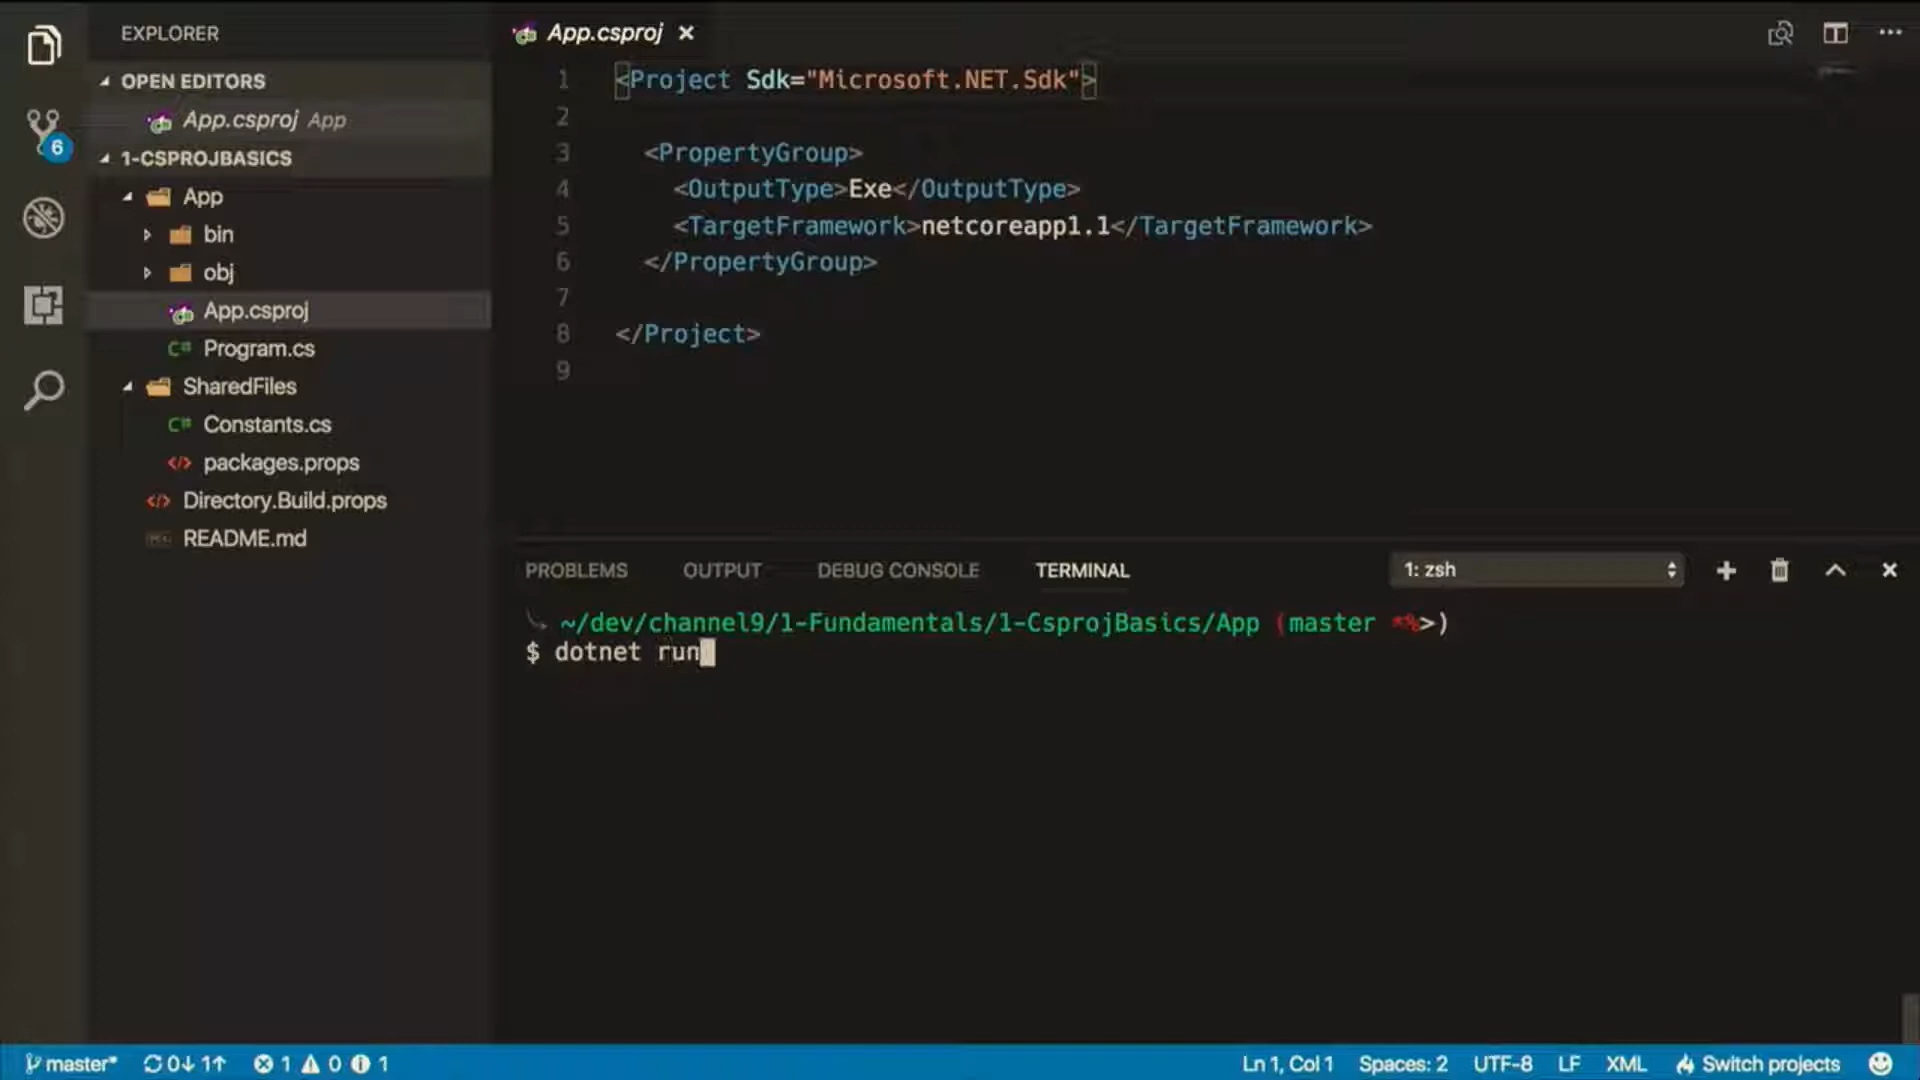 EXPLORER
OPEN EDITORS
App.csproj App
6
1-CSPROJBASICS
App
bin
obj
App.csproj
Program.cs
SharedFiles
Constants.cs
packages.props
Directory.Build.props
README.md
App.csproj
1 <Project Sdk="Microsoft.NET.Sdk">
2
3 <PropertyGroup>
4 <OutputType>Exe</OutputType>
5 <TargetFramework>netcoreapp1.1</TargetFramework>
6 </PropertyGroup>
7
8 </Project>
9
PROBLEMS OUTPUT DEBUG CONSOLE TERMINAL 1: zsh
~/dev/channel9/1-Fundamentals/1-CsprojBasics/App (master *%>)
$ dotnet run
master* 0↓ 1↑ 1 0 1 Ln 1, Col 1 Spaces: 2 UTF-8 LF XML Switch projects